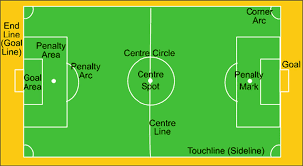 Corner
Arc
End
Line
(Goal
Line)
Penalty
Area
Centre Circle
Penalty
Arc
Goal
Goal
Area
Centre
Spot
Penalty
Mark
Centre
Line
Touchline (Sideline)